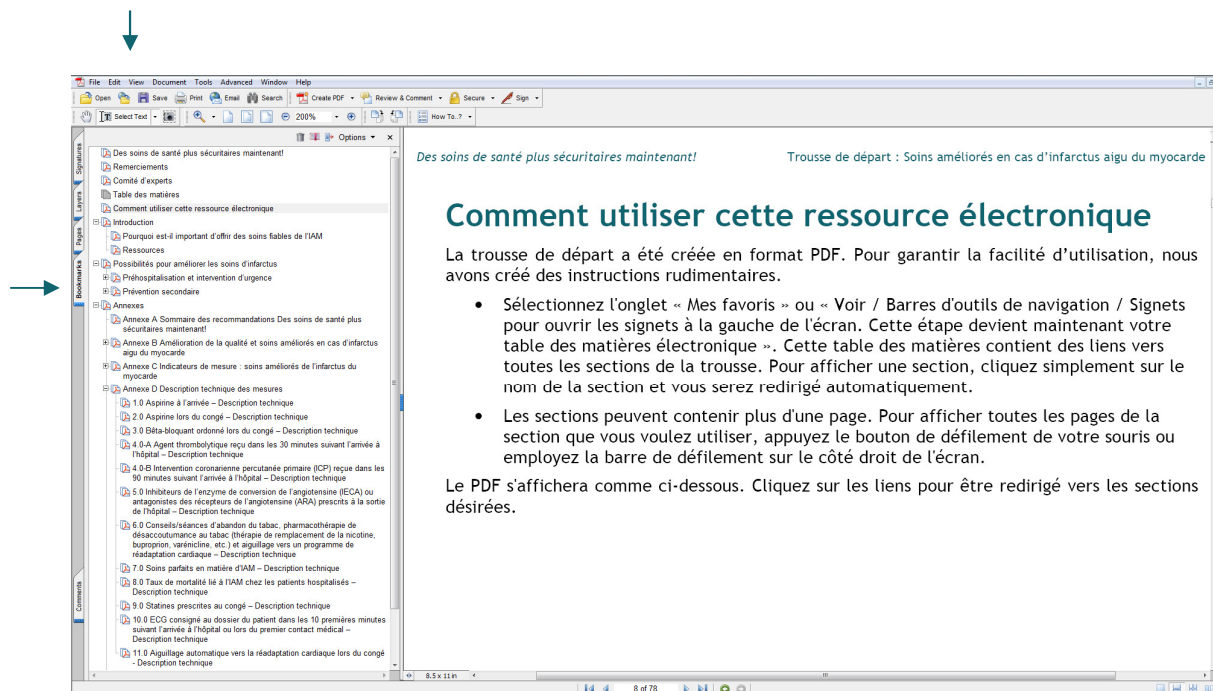 File Edit View Document Tools Advanced Window Help
Open Save Print Email Search Create PDF Review & Comment Secure Sign
Select Text 200% How To..?
Options
Signatures
Layers
Pages
Bookmarks
Comments
Des soins de santé plus sécuritaires maintenant!
Remerciements
Comité d'experts
Table des matières
Comment utiliser cette ressource électronique
Introduction
Pourquoi est-il important d'offrir des soins fiables de l'IAM
Ressources
Possibilités pour améliorer les soins d'infarctus
Préhospitalisation et intervention d'urgence
Prévention secondaire
Annexes
Annexe A Sommaire des recommandations Des soins de santé plus
sécuritaires maintenant!
Annexe B Amélioration de la qualité et soins améliorés en cas d'infarctus
aigu du myocarde
Annexe C Indicateurs de mesure : soins améliorés de l'infarctus du
myocarde
Annexe D Description technique des mesures
1.0 Aspirine à l'arrivée – Description technique
2.0 Aspirine lors du congé – Description technique
3.0 Bêta-bloquant ordonné lors du congé – Description technique
4.0-A Agent thrombolytique reçu dans les 30 minutes suivant l'arrivée à
l'hôpital – Description technique
4.0-B Intervention coronarienne percutanée primaire (ICP) reçue dans les
90 minutes suivant l'arrivée à l'hôpital – Description technique
5.0 Inhibiteurs de l'enzyme de conversion de l'angiotensine (IECA) ou
antagonistes des récepteurs de l'angiotensine (ARA) prescrits à la sortie
de l'hôpital – Description technique
6.0 Conseils/séances d'abandon du tabac, pharmacothérapie de
désaccoutumance au tabac (thérapie de remplacement de la nicotine,
buproprion, varénicline, etc.) et aiguillage vers un programme de
réadaptation cardiaque – Description technique
7.0 Soins parfaits en matière d'IAM – Description technique
8.0 Taux de mortalité lié à l'IAM chez les patients hospitalisés –
Description technique
9.0 Statines prescrites au congé – Description technique
10.0 ECG consigné au dossier du patient dans les 10 premières minutes
suivant l'arrivée à l'hôpital ou lors du premier contact médical –
Description technique
11.0 Aiguillage automatique vers la réadaptation cardiaque lors du congé
- Description technique
Des soins de santé plus sécuritaires maintenant! Trousse de départ : Soins améliorés en cas d'infarctus aigu du myocarde
Comment utiliser cette ressource électronique
La trousse de départ a été créée en format PDF. Pour garantir la facilité d'utilisation, nous
avons créé des instructions rudimentaires.
• Sélectionnez l'onglet « Mes favoris » ou « Voir / Barres d'outils de navigation / Signets
pour ouvrir les signets à la gauche de l'écran. Cette étape devient maintenant votre
table des matières électronique ». Cette table des matières contient des liens vers
toutes les sections de la trousse. Pour afficher une section, cliquez simplement sur le
nom de la section et vous serez redirigé automatiquement.
• Les sections peuvent contenir plus d'une page. Pour afficher toutes les pages de la
section que vous voulez utiliser, appuyez le bouton de défilement de votre souris ou
employez la barre de défilement sur le côté droit de l'écran.
Le PDF s'affichera comme ci-dessous. Cliquez sur les liens pour être redirigé vers les sections
désirées.
8.5 x 11 in
8 of 78